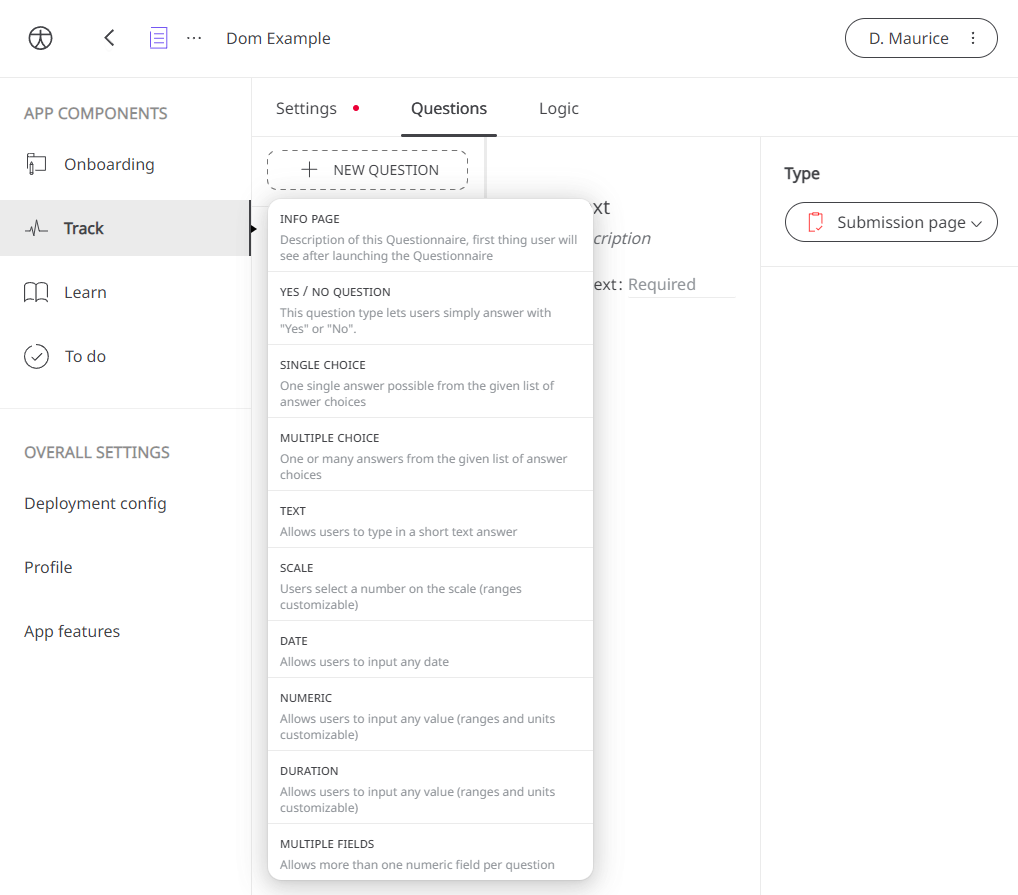 Dom Example
D. Maurice
APP COMPONENTS
Onboarding
Track
Learn
To do
OVERALL SETTINGS
Deployment config
Profile
App features
Settings
Questions
Logic
NEW QUESTION
INFO PAGE
Description of this Questionnaire, first thing user will
see after launching the Questionnaire
YES / NO QUESTION
This question type lets users simply answer with
"Yes" or "No".
SINGLE CHOICE
One single answer possible from the given list of
answer choices
MULTIPLE CHOICE
One or many answers from the given list of answer
choices
TEXT
Allows users to type in a short text answer
SCALE
Users select a number on the scale (ranges
customizable)
DATE
Allows users to input any date
NUMERIC
Allows users to input any value (ranges and units
customizable)
DURATION
Allows users to input any value (ranges and units
customizable)
MULTIPLE FIELDS
Allows more than one numeric field per question
xt
cription
ext: Required
Type
Submission page